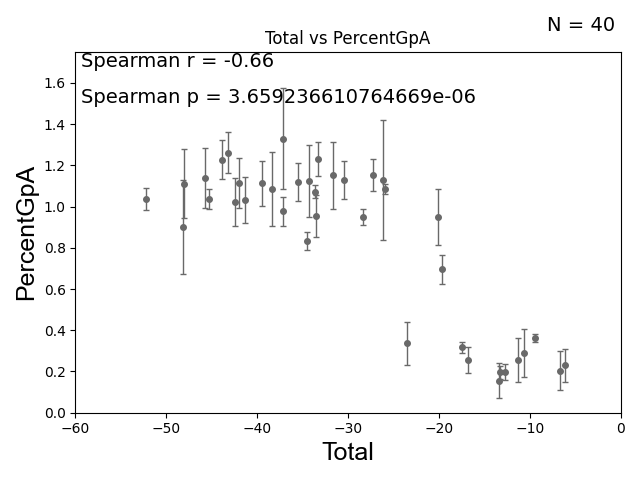 N = 40
Total vs PercentGpA
Spearman r = -0.66
Spearman p = 3.659236610764669e-06
PercentGpA
1.6
1.4
1.2
1.0
0.8
0.6
0.4
0.2
0.0
−60 −50 −40 −30 −20 −10 0
Total